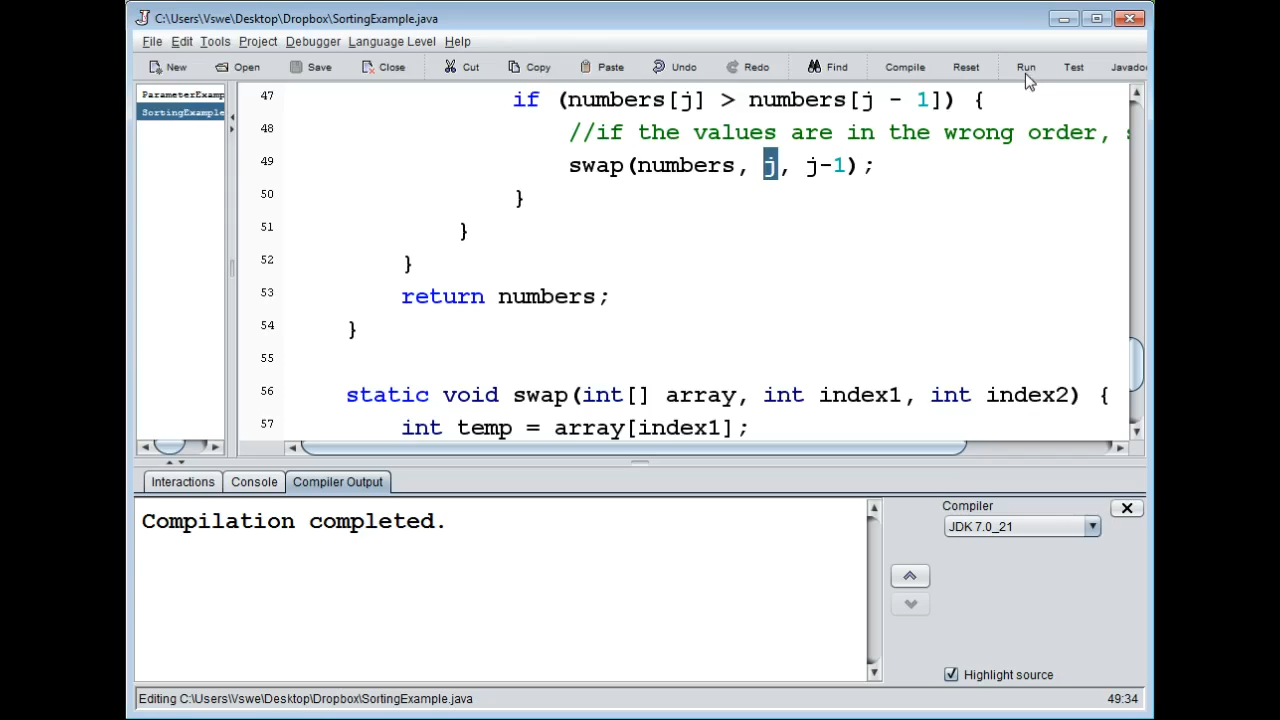 C:\Users\Vswe\Desktop\Dropbox\SortingExample.java
File Edit Tools Project Debugger Language Level Help
New Open Save Close Cut Copy Paste Undo Redo Find Compile Reset Run Test Javado
ParameterExamp
SortingExample
47 if (numbers[j] > numbers[j - 1]) {
48 //if the values are in the wrong order,
49 swap(numbers, j, j-1);
50 }
51 }
52 }
53 return numbers;
54 }
55
56 static void swap(int[] array, int index1, int index2) {
57 int temp = array[index1];
Interactions Console Compiler Output
Compilation completed.
Compiler
JDK 7.0_21
Highlight source
Editing C:\Users\Vswe\Desktop\Dropbox\SortingExample.java 49:34